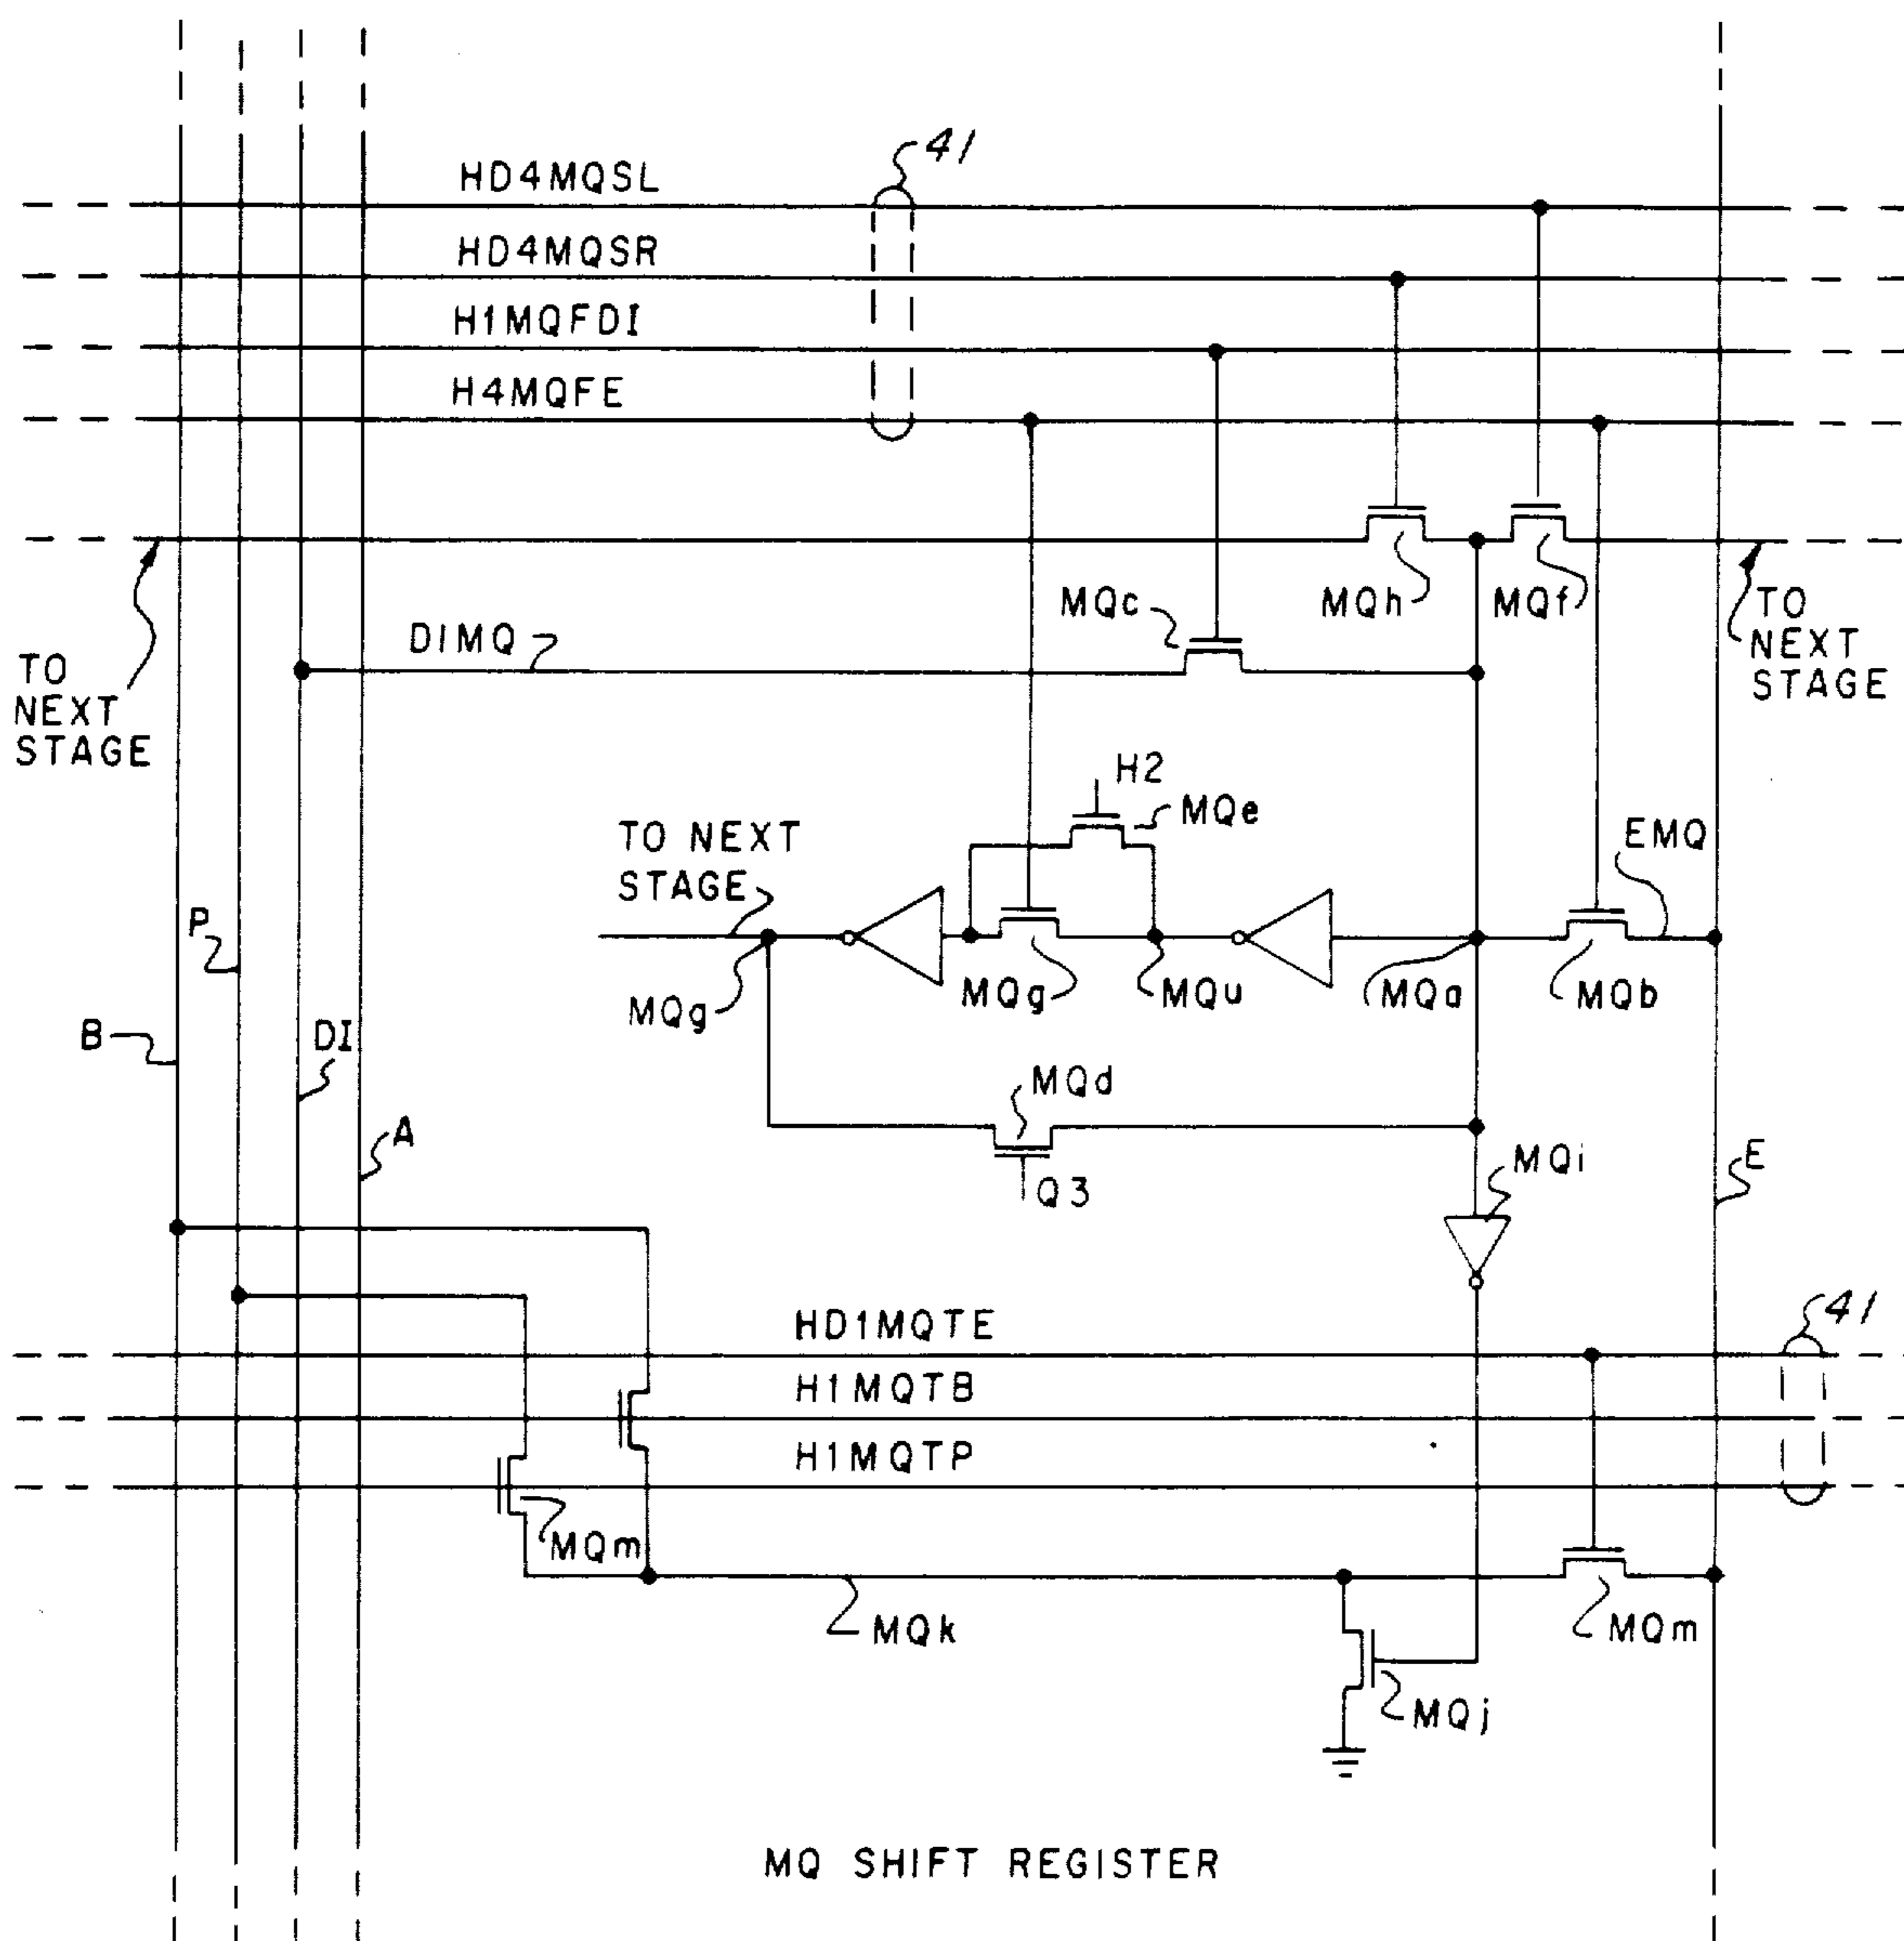 41
HD4MQSL
HD4MQSR
H1MQFDI
H4MQFE
MQc
MQh
MQf
TO
NEXT
STAGE
DIMQ
TO
NEXT
STAGE
H2
MQe
TO NEXT
STAGE
EMQ
P
MQg
MQg
MQu
MQa
MQb
B
DI
MQd
A
MQi
E
Q3
HD1MQTE
41
H1MQTB
H1MQTP
MQm
MQk
MQm
MQj
MQ SHIFT REGISTER